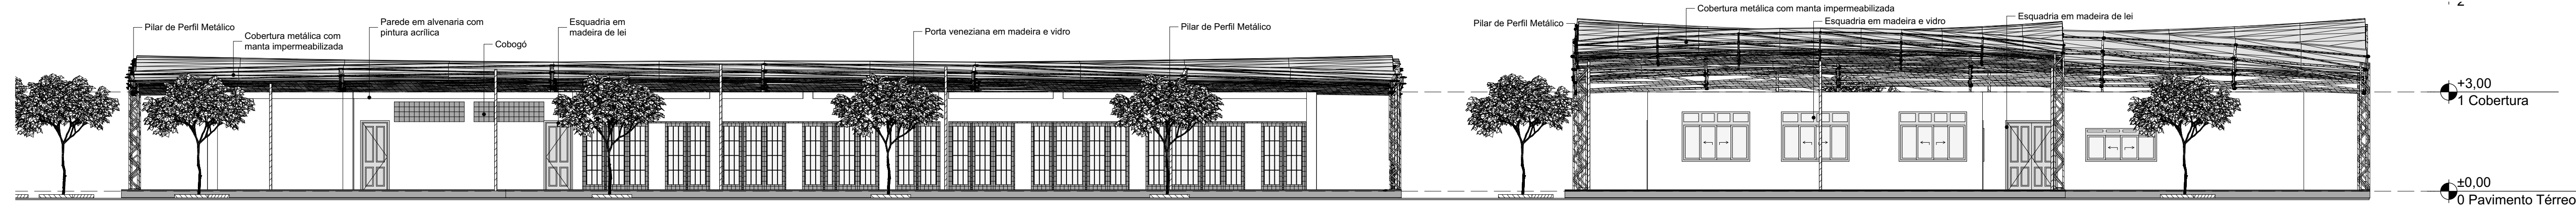 Pilar de Perfil Metálico
Cobertura metálica com
manta impermeabilizada
Parede em alvenaria com
pintura acrílica
Cobogó
Esquadria em
madeira de lei
Porta veneziana em madeira e vidro
Pilar de Perfil Metálico
Pilar de Perfil Metálico
Cobertura metálica com manta impermeabilizada
Esquadria em madeira e vidro
Esquadria em madeira de lei
+3,00
1 Cobertura
±0,00
0 Pavimento Térreo